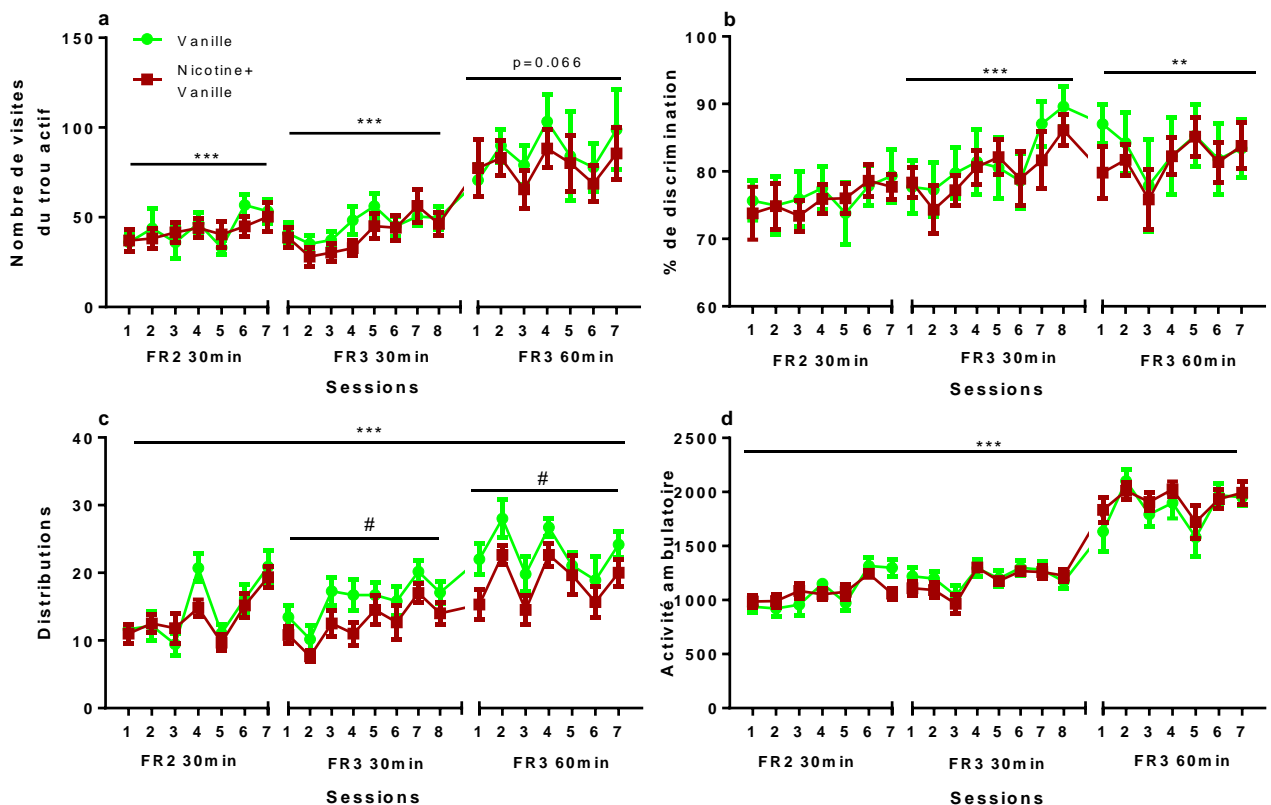 a
Nombre de visites
du trou actif
150
100
50
0
Vanille
Nicotine+
Vanille
***
***
p=0.066
1 2 3 4 5 6 7 1 2 3 4 5 6 7 8 1 2 3 4 5 6 7
FR2 30min FR3 30min FR3 60min
Sessions
b
% de discrimination
100
90
80
70
60
***
**
1 2 3 4 5 6 7 1 2 3 4 5 6 7 8 1 2 3 4 5 6 7
FR2 30min FR3 30min FR3 60min
Sessions
c
Distributions
40
30
20
10
0
***
#
#
1 2 3 4 5 6 7 1 2 3 4 5 6 7 8 1 2 3 4 5 6 7
FR2 30min FR3 30min FR3 60min
Sessions
d
Activité ambulatoire
2500
2000
1500
1000
500
0
***
1 2 3 4 5 6 7 1 2 3 4 5 6 7 8 1 2 3 4 5 6 7
FR2 30min FR3 30min FR3 60min
Sessions